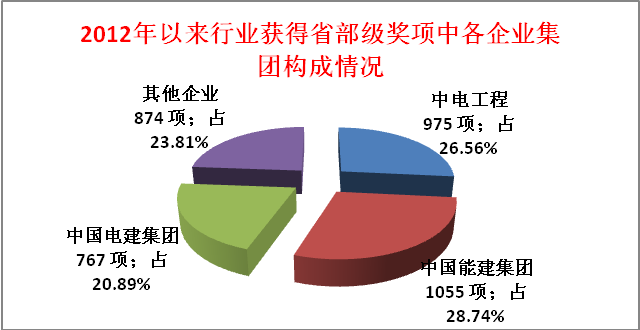 2012年以来行业获得省部级奖项中各企业集
团构成情况
其他企业
874 项；占
23.81%
中电工程
975 项；占
26.56%
中国电建集团
767 项；占
20.89%
中国能建集团
1055 项；占
28.74%